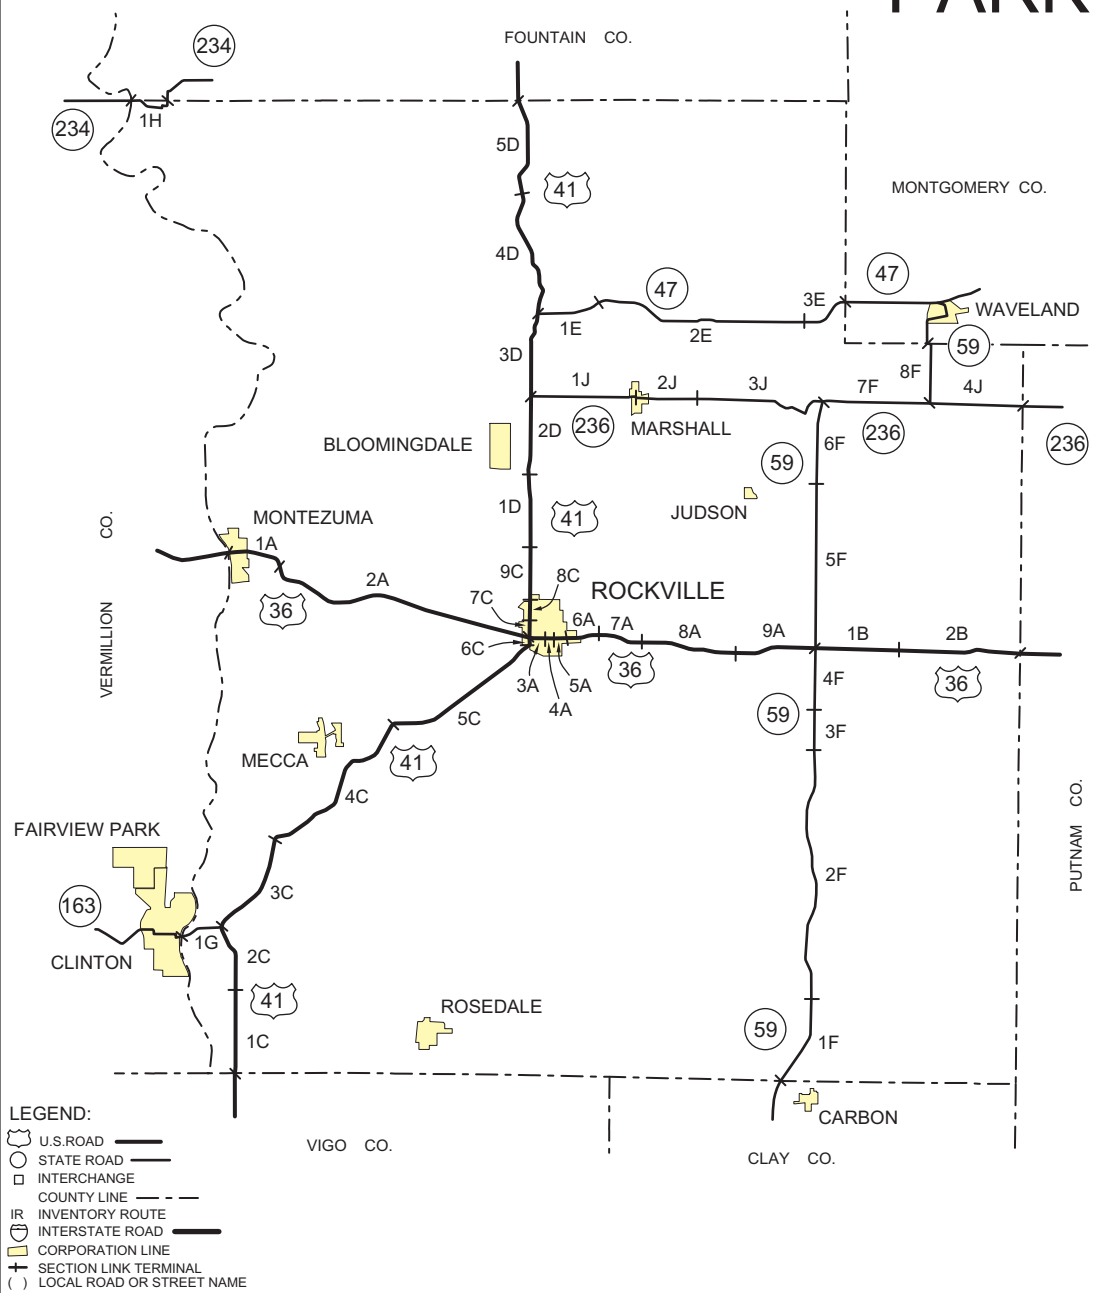 PARK
234
FOUNTAIN CO.
234
1H
5D
41
MONTGOMERY CO.
4D
47
47
3E
1E
2E
WAVELAND
59
3D
8F
1J
2J
3J
7F
4J
236
MARSHALL
236
236
2D
BLOOMINGDALE
6F
59
1D
41
JUDSON
VERMILLION CO.
MONTEZUMA
1A
2A
36
5F
9C
8C
ROCKVILLE
7C
6C
6A
7A
8A
9A
1B
2B
3A
4A
5A
36
36
4F
59
3F
5C
MECCA
41
4C
PUTNAM CO.
FAIRVIEW PARK
2F
3C
163
1G
CLINTON
2C
41
ROSEDALE
59
1C
1F
CARBON
VIGO CO.
CLAY CO.
LEGEND:
U.S.ROAD
STATE ROAD
INTERCHANGE
COUNTY LINE
IR INVENTORY ROUTE
INTERSTATE ROAD
CORPORATION LINE
SECTION LINK TERMINAL
( ) LOCAL ROAD OR STREET NAME